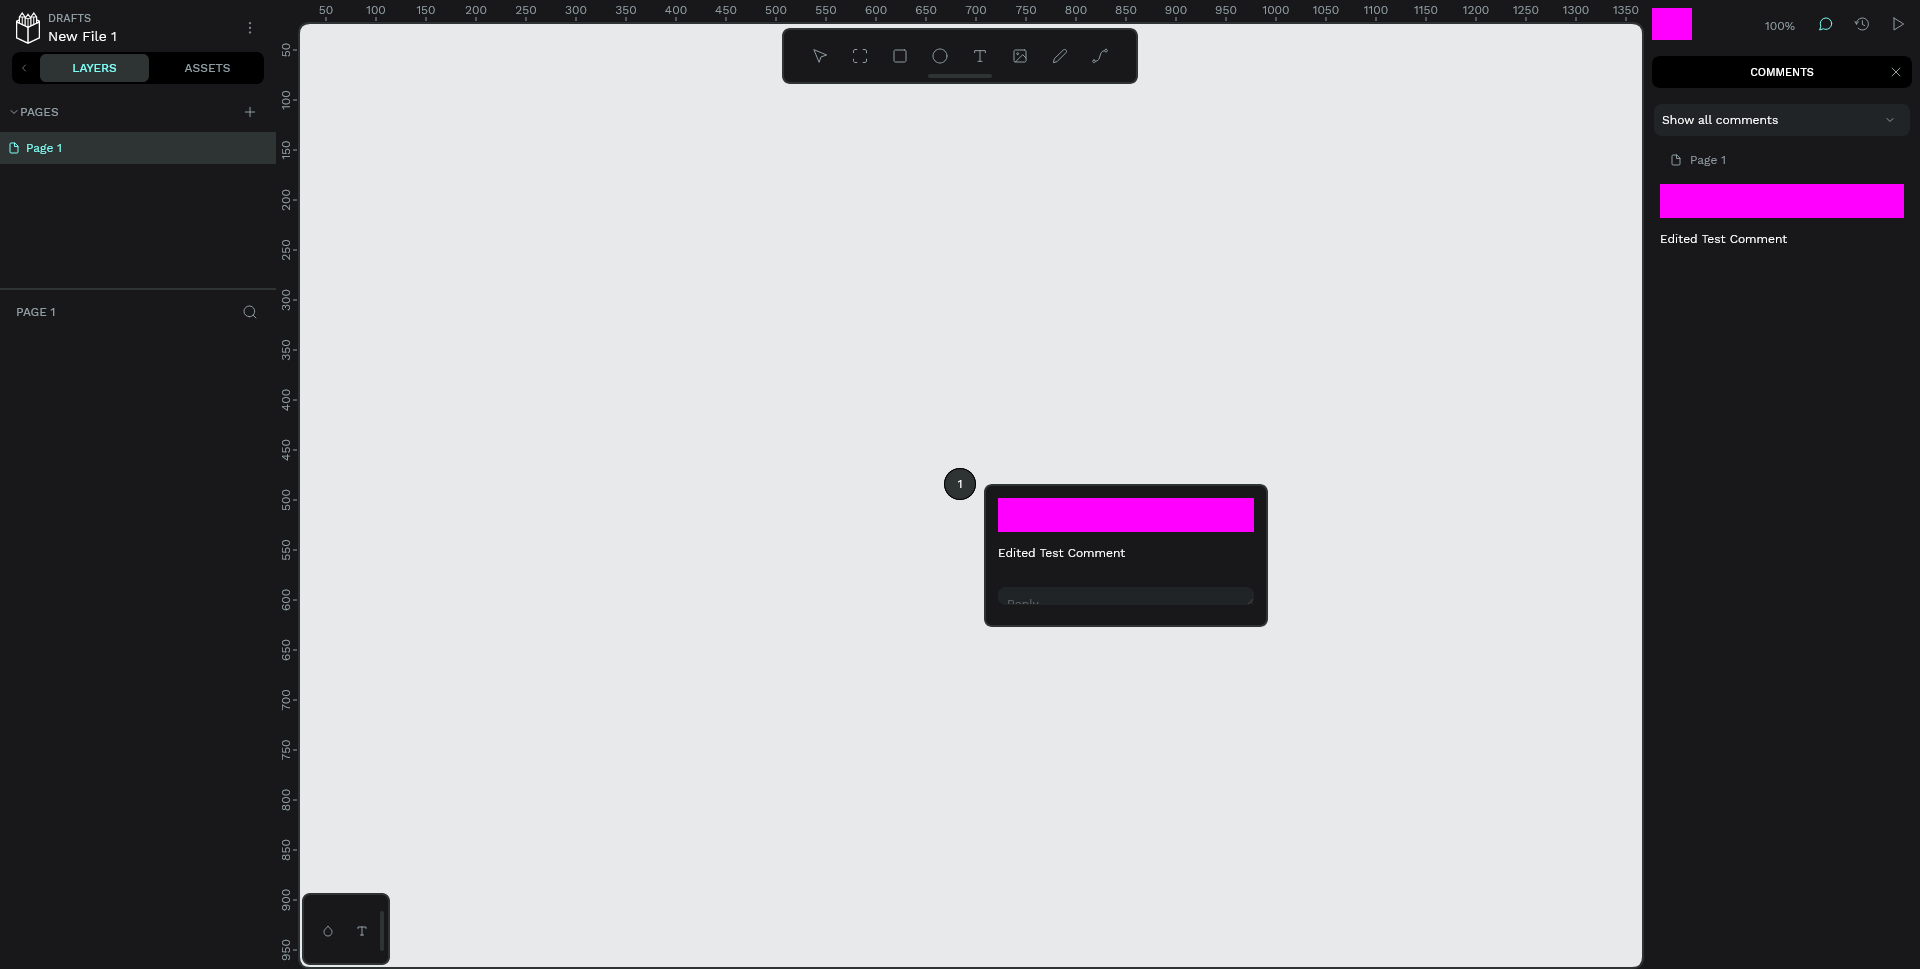 DRAFTS
New File 1
LAYERS
ASSETS
PAGES
Page 1
PAGE 1
50 100 150 200 250 300 350 400 450 500 550 600 650 700 750 800 850 900 950 1000 1050 1100 1150 1200 1250 1300 1350
50
100
150
200
250
300
350
400
450
500
550
600
650
700
750
800
850
900
950
1
Edited Test Comment
Reply
100%
COMMENTS
Show all comments
Page 1
Edited Test Comment